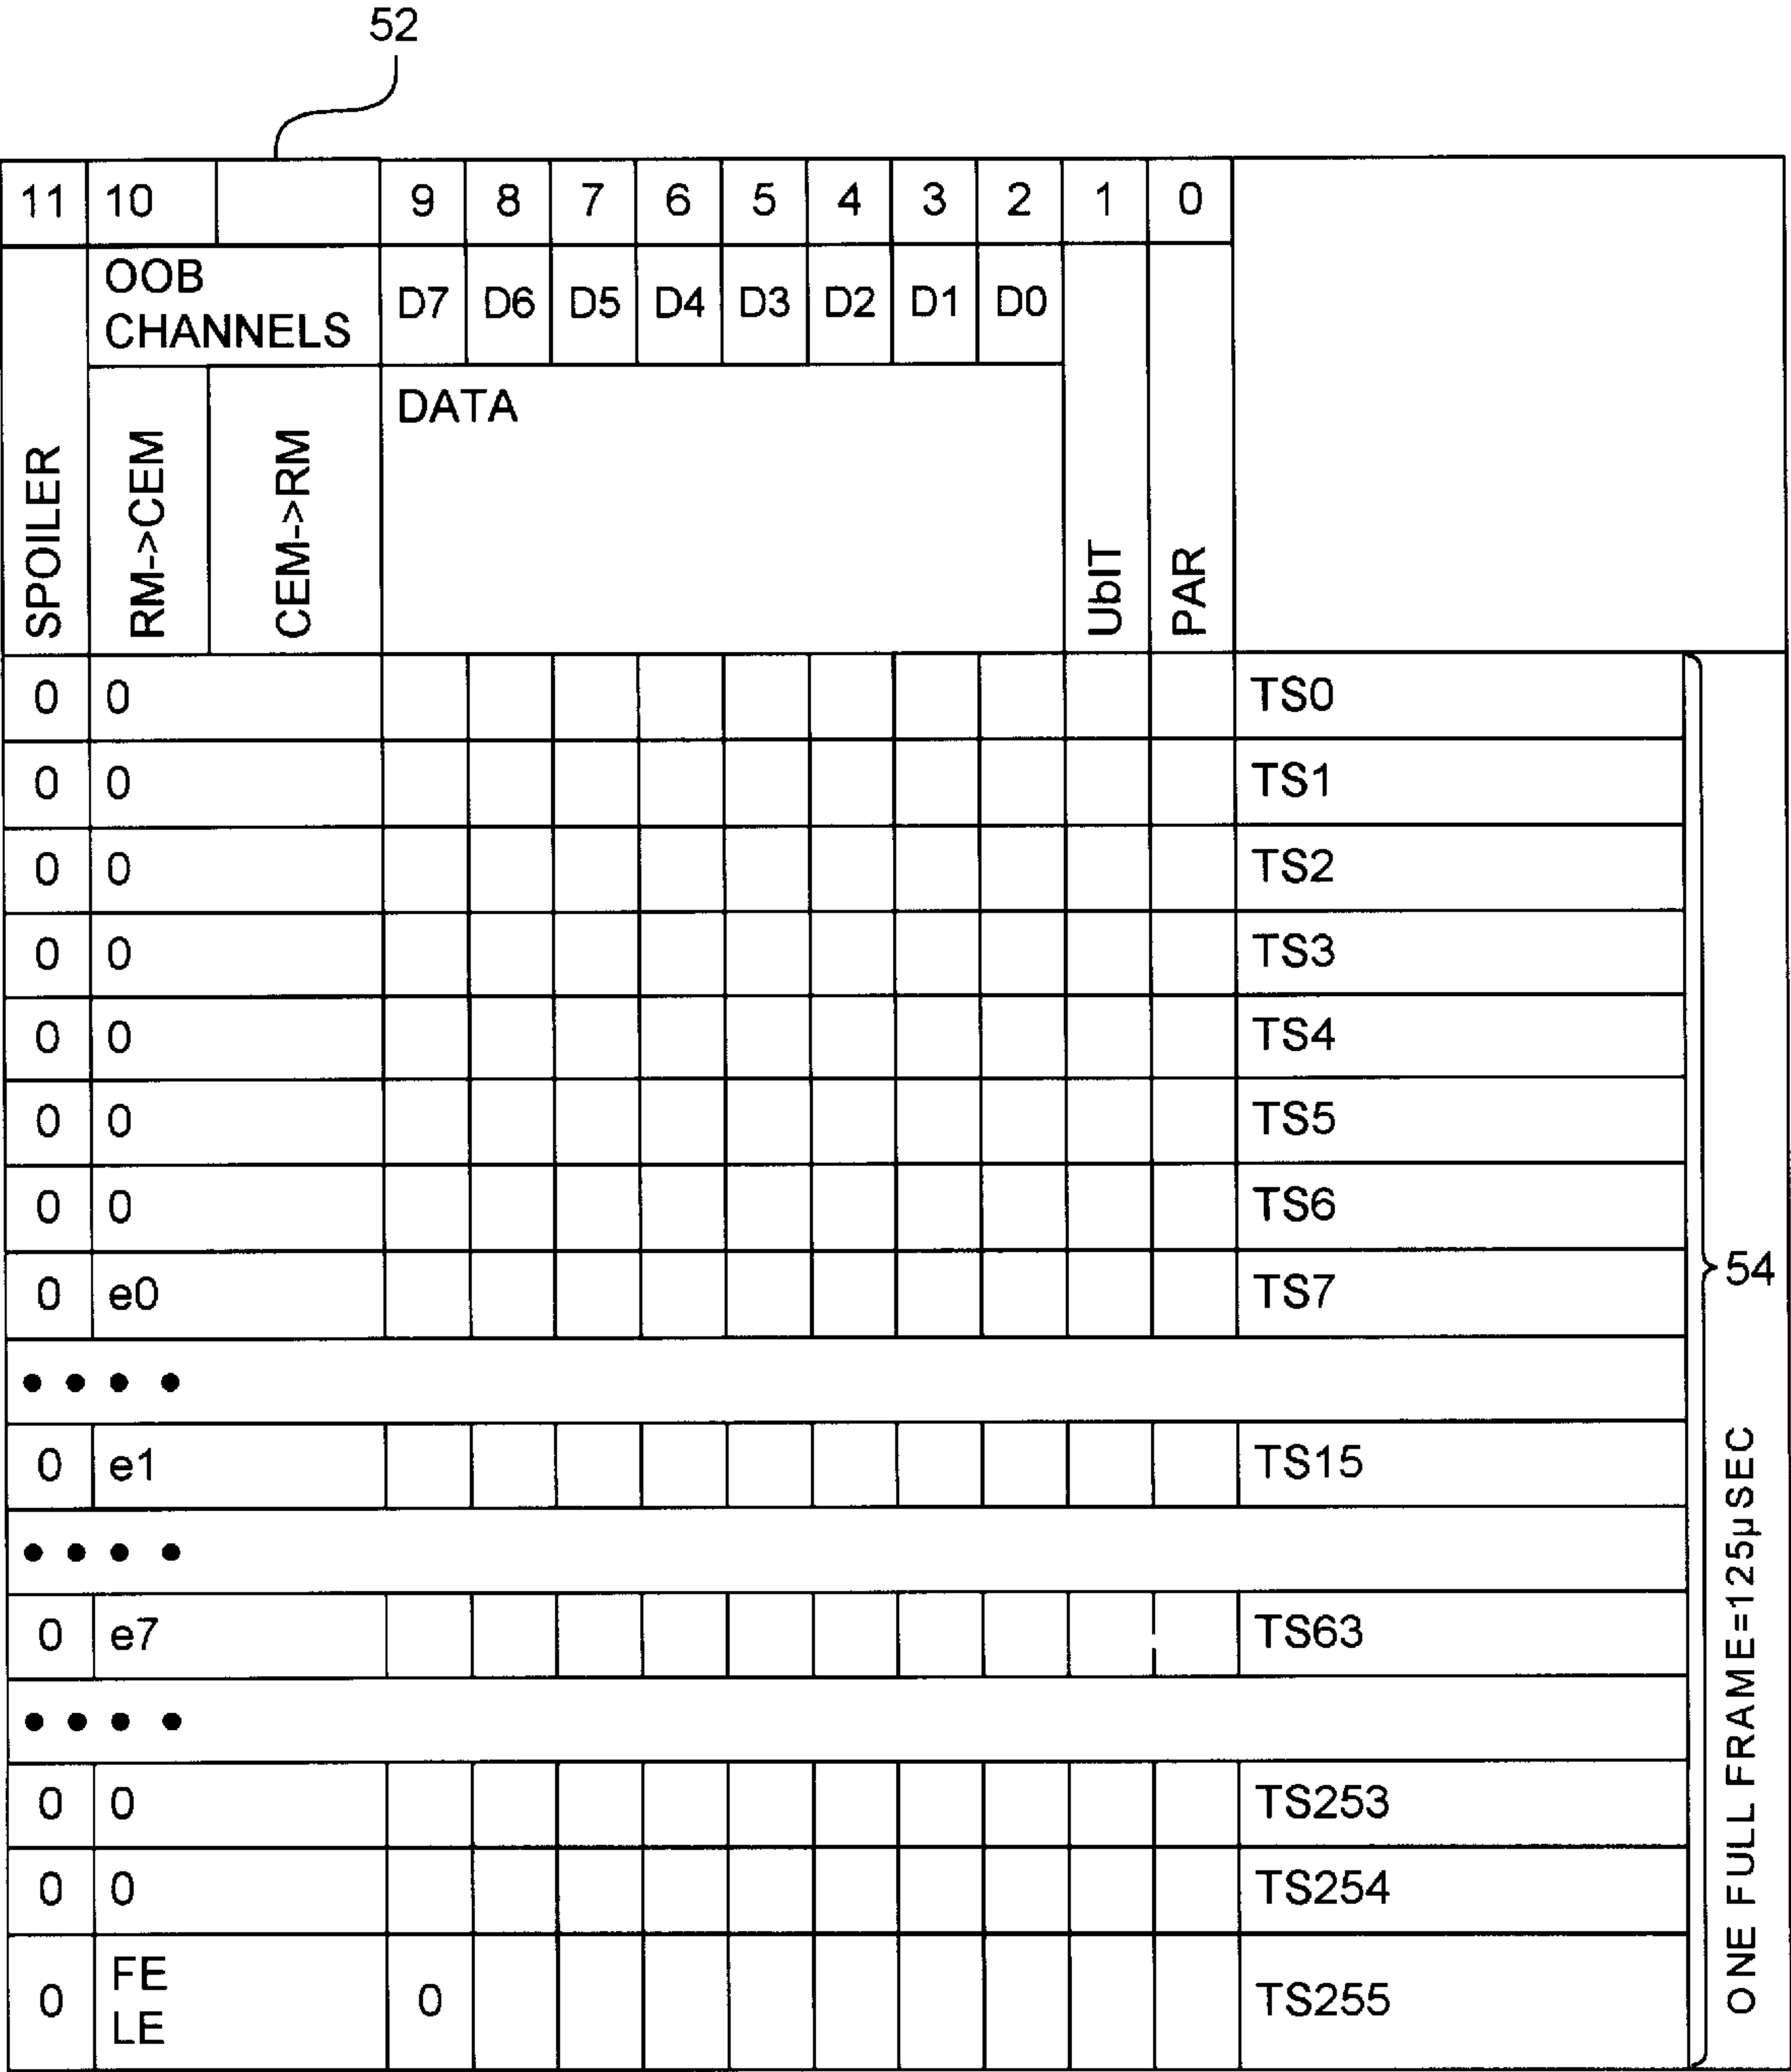 52
11 10 9 8 7 6 5 4 3 2 1 0
OOB
CHANNELS
D7 D6 D5 D4 D3 D2 D1 D0
DATA
SPOILER
RM->CEM
CEM->RM
UbIT
PAR
0 0 TS0
0 0 TS1
0 0 TS2
0 0 TS3
0 0 TS4
0 0 TS5
0 0 TS6
0 e0 TS7
• • • •
0 e1 TS15
• • • •
0 e7 TS63
• • • •
0 0 TS253
0 0 TS254
0 FE
LE 0 TS255
54
ONE FULL FRAME=125µSEC